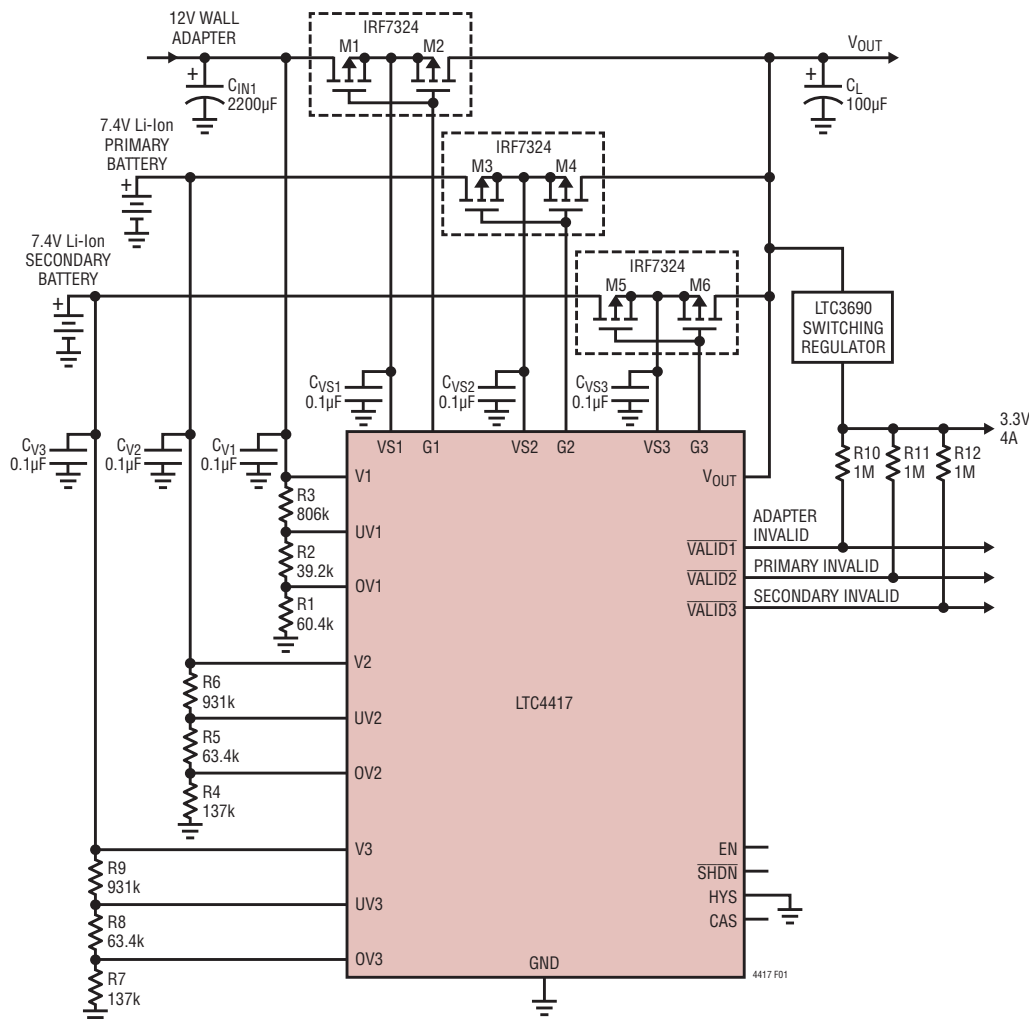 12V WALL
ADAPTER
IRF7324
M1
M2
VOUT
+
CIN1
2200µF
+
CL
100µF
7.4V Li-Ion
PRIMARY
BATTERY
+
IRF7324
M3
M4
7.4V Li-Ion
SECONDARY
BATTERY
+
IRF7324
M5
M6
LTC3690
SWITCHING
REGULATOR
CVS1
0.1µF
CVS2
0.1µF
CVS3
0.1µF
3.3V
4A
CV3
0.1µF
CV2
0.1µF
CV1
0.1µF
VS1
G1
VS2
G2
VS3
G3
R10
1M
R11
1M
R12
1M
V1
VOUT
R3
806k
UV1
ADAPTER
INVALID
R2
39.2k
VALID1
OV1
PRIMARY INVALID
VALID2
R1
60.4k
SECONDARY INVALID
VALID3
V2
R6
931k
LTC4417
UV2
R5
63.4k
OV2
R4
137k
V3
EN
R9
931k
SHDN
UV3
HYS
R8
63.4k
CAS
OV3
GND
R7
137k
4417 F01